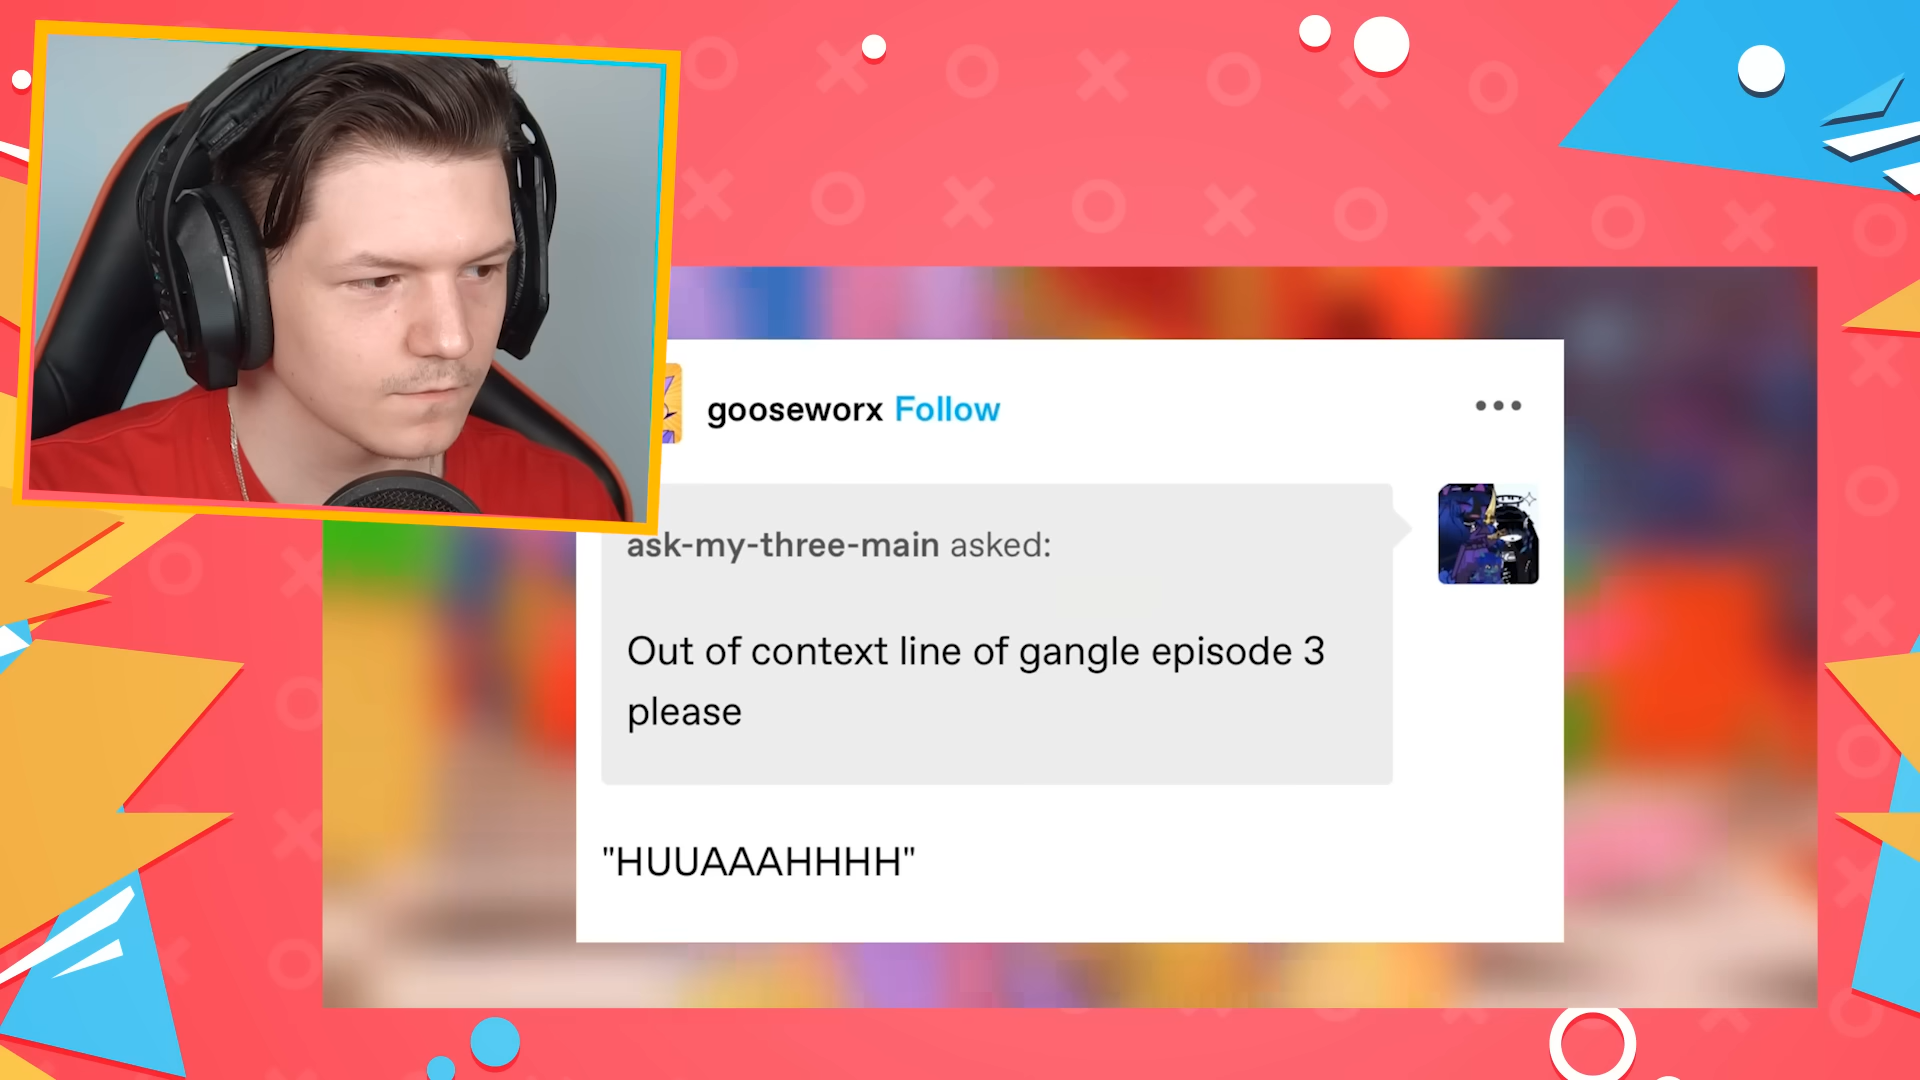 gooseworx Follow
ask-my-three-main asked:
Out of context line of gangle episode 3
please
"HUUAAAHHHH"